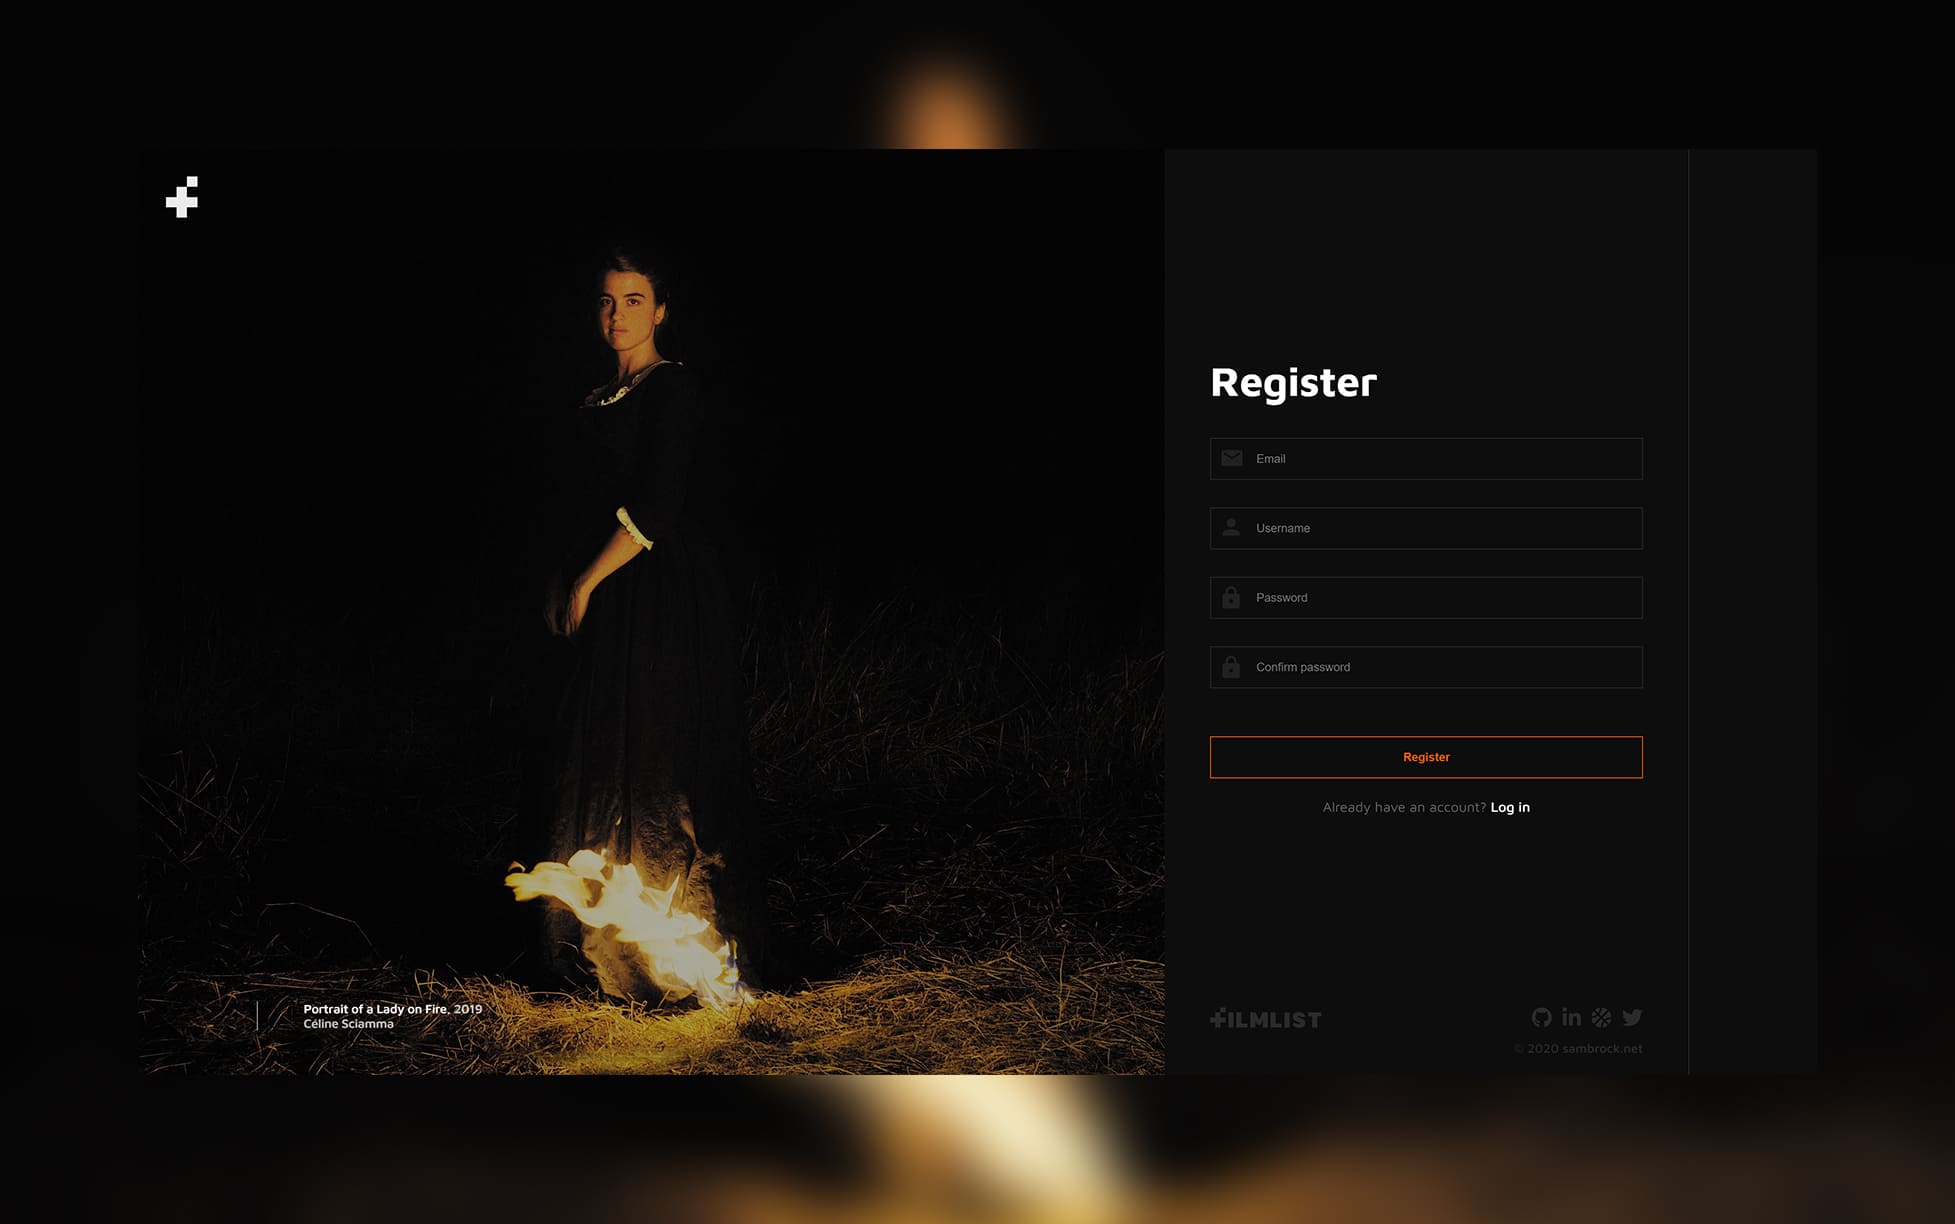 Register
Email
Username
Password
Confirm password
Register
Already have an account? Log in
Portrait of a Lady on Fire, 2019
Céline Sciamma
FILMLIST
© 2020 sambrock.net